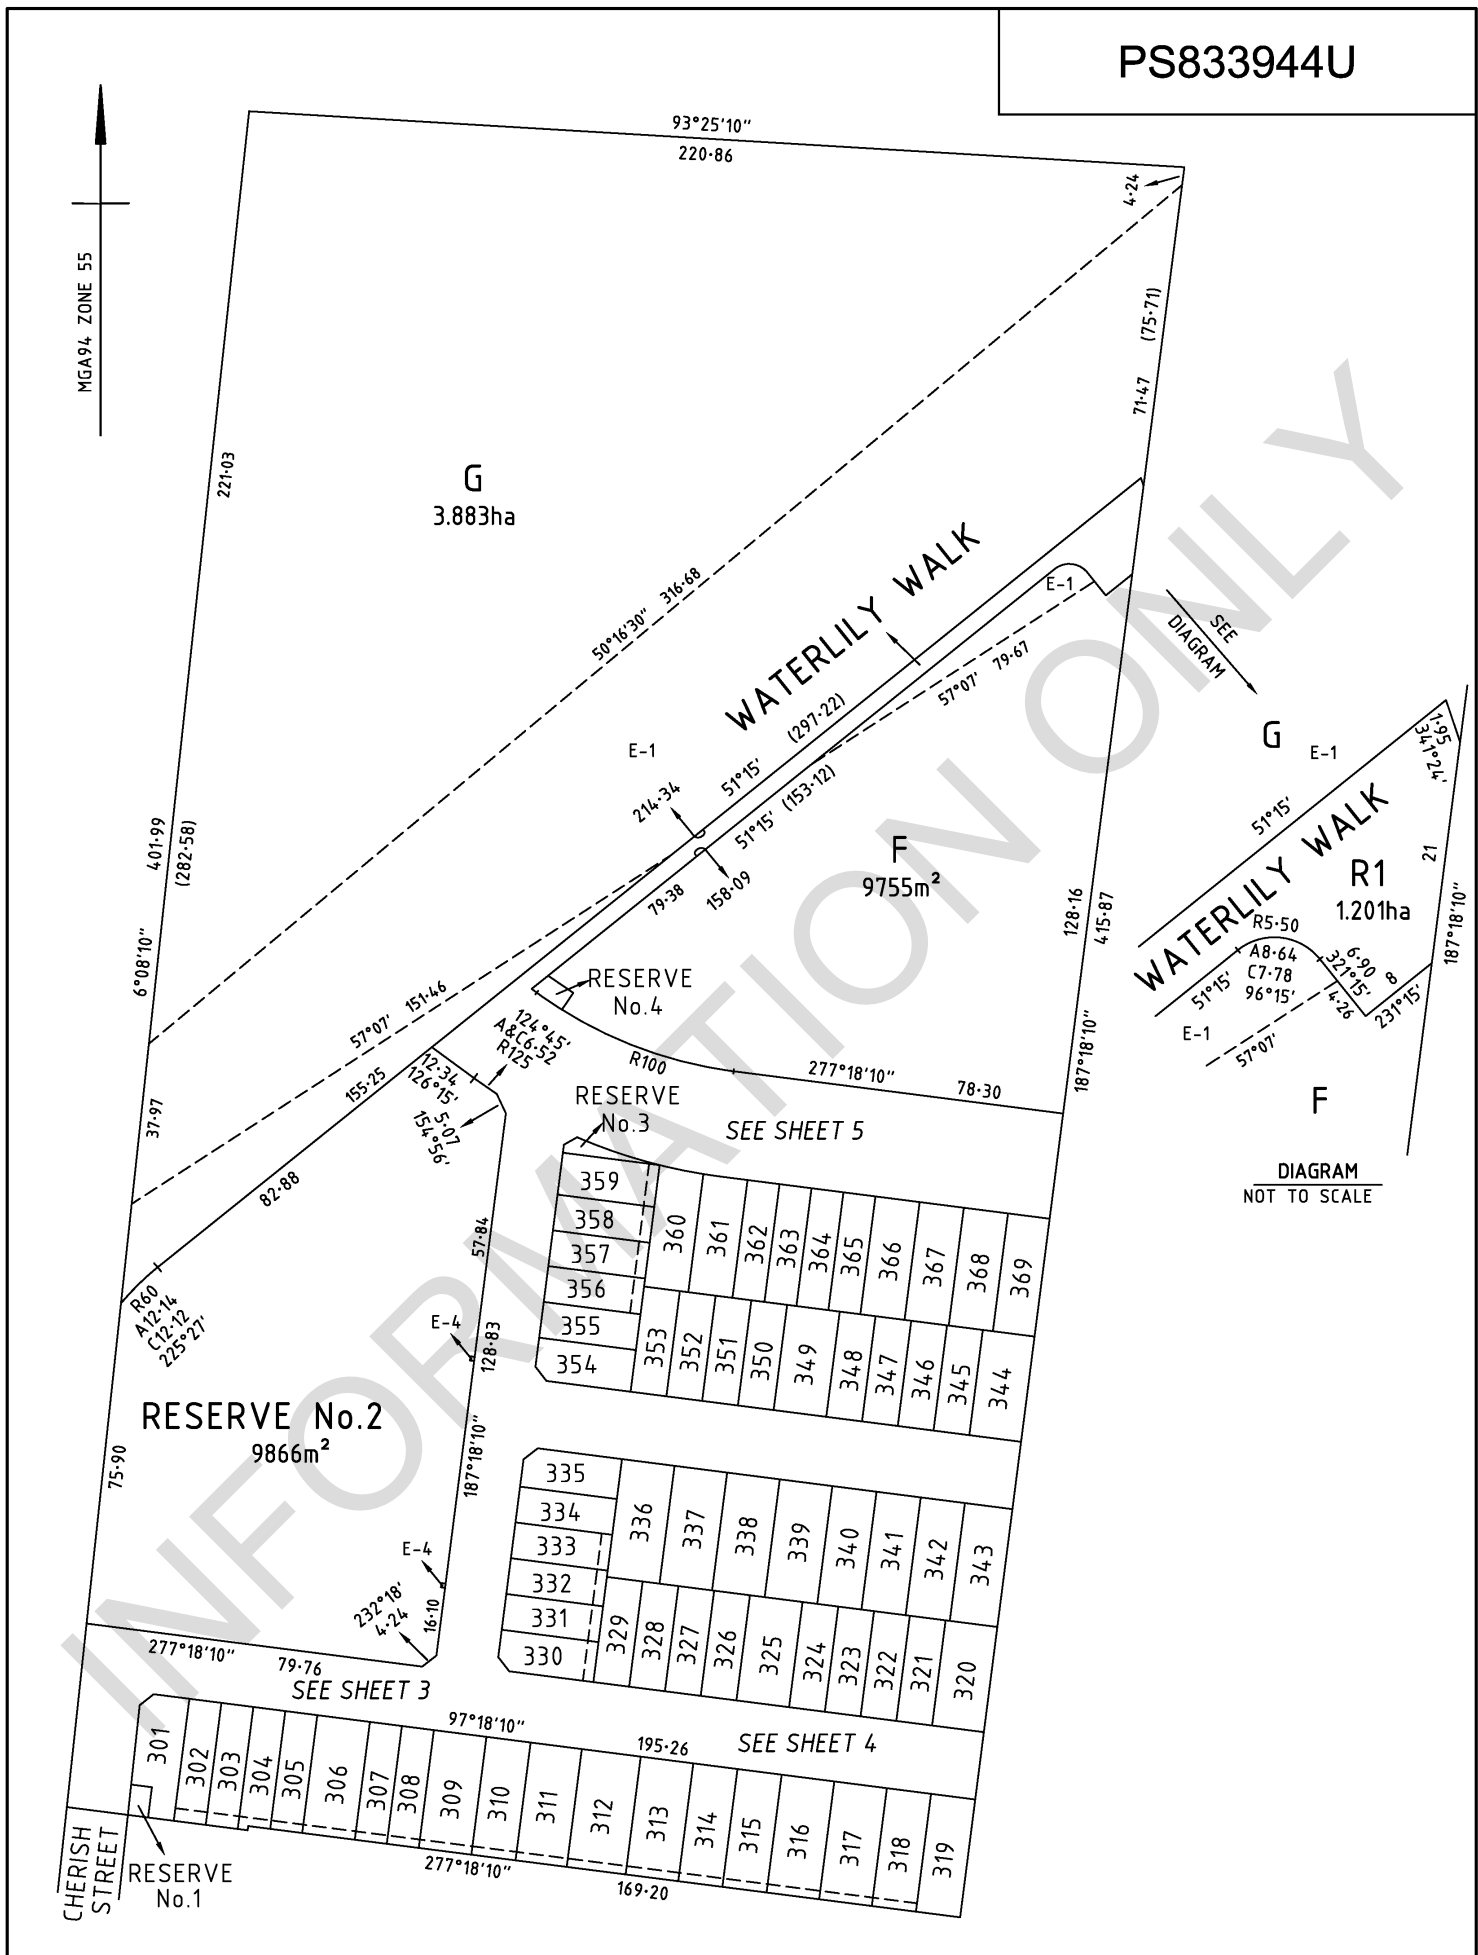 PS833944U
MGA94 ZONE 55
93°25'10"
220·86
4·24
(75·71)
71·47
221·03
G
3.883ha
50°16'30" 316·68
WATERLILY WALK
E-1
57°07' 79·67
SEE
DIAGRAM
(297·22)
51°15'
E-1
214·34
51°15' (153·12)
158·09
79·38
F
9755m²
401·99
(282·58)
6°08'10"
128·16
415·87
187°18'10"
G
E-1
1·95
341°24'
51°15'
WATERLILY WALK
21
R1
1.201ha
187°18'10"
R5·50
A8·64
C7·78
96°15'
6·90
321°15'
4·26
8
231°15'
51°15'
E-1
57°07'
F
DIAGRAM
NOT TO SCALE
57°07' 151·46
RESERVE
No.4
124°45'
A&C6·52
R125
R100
277°18'10" 78·30
12·34
126°15'
5·07
154°56'
155·25
37·97
82·88
RESERVE
No.3
SEE SHEET 5
359
358
357
356
355
354
360
361
362
363
364
365
366
367
368
369
353
352
351
350
349
348
347
346
345
344
57·84
R60
A12·14
C12·12
225°27'
E-4
128·83
RESERVE No.2
9866m²
75·90
187°18'10"
E-4
232°18'
4·24
16·10
335
334
333
332
331
330
336
337
338
339
340
341
342
343
329
328
327
326
325
324
323
322
321
320
277°18'10" 79·76
SEE SHEET 3
97°18'10"
195·26
SEE SHEET 4
301
302
303
304
305
306
307
308
309
310
311
312
313
314
315
316
317
318
319
277°18'10"
169·20
CHERISH
STREET
RESERVE
No.1
INFORMATION ONLY